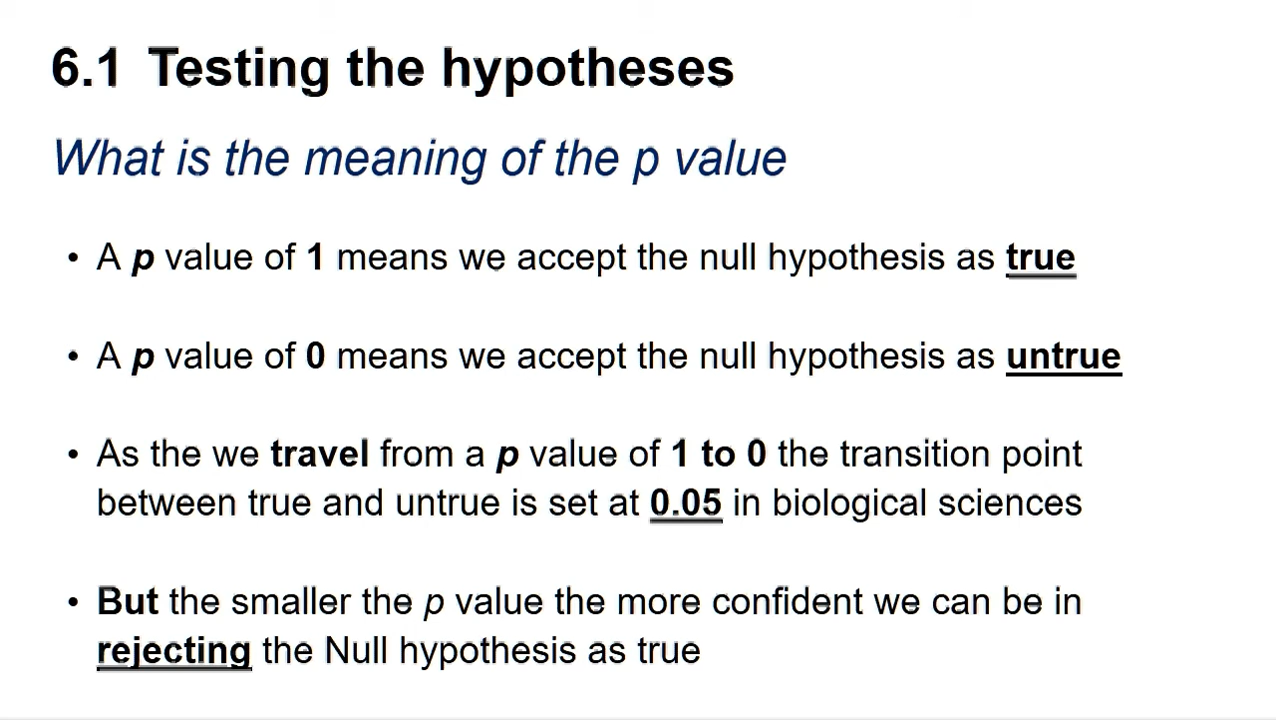 6.1 Testing the hypotheses
What is the meaning of the p value
• A p value of 1 means we accept the null hypothesis as true
• A p value of 0 means we accept the null hypothesis as untrue
• As the we travel from a p value of 1 to 0 the transition point
between true and untrue is set at 0.05 in biological sciences
• But the smaller the p value the more confident we can be in
rejecting the Null hypothesis as true